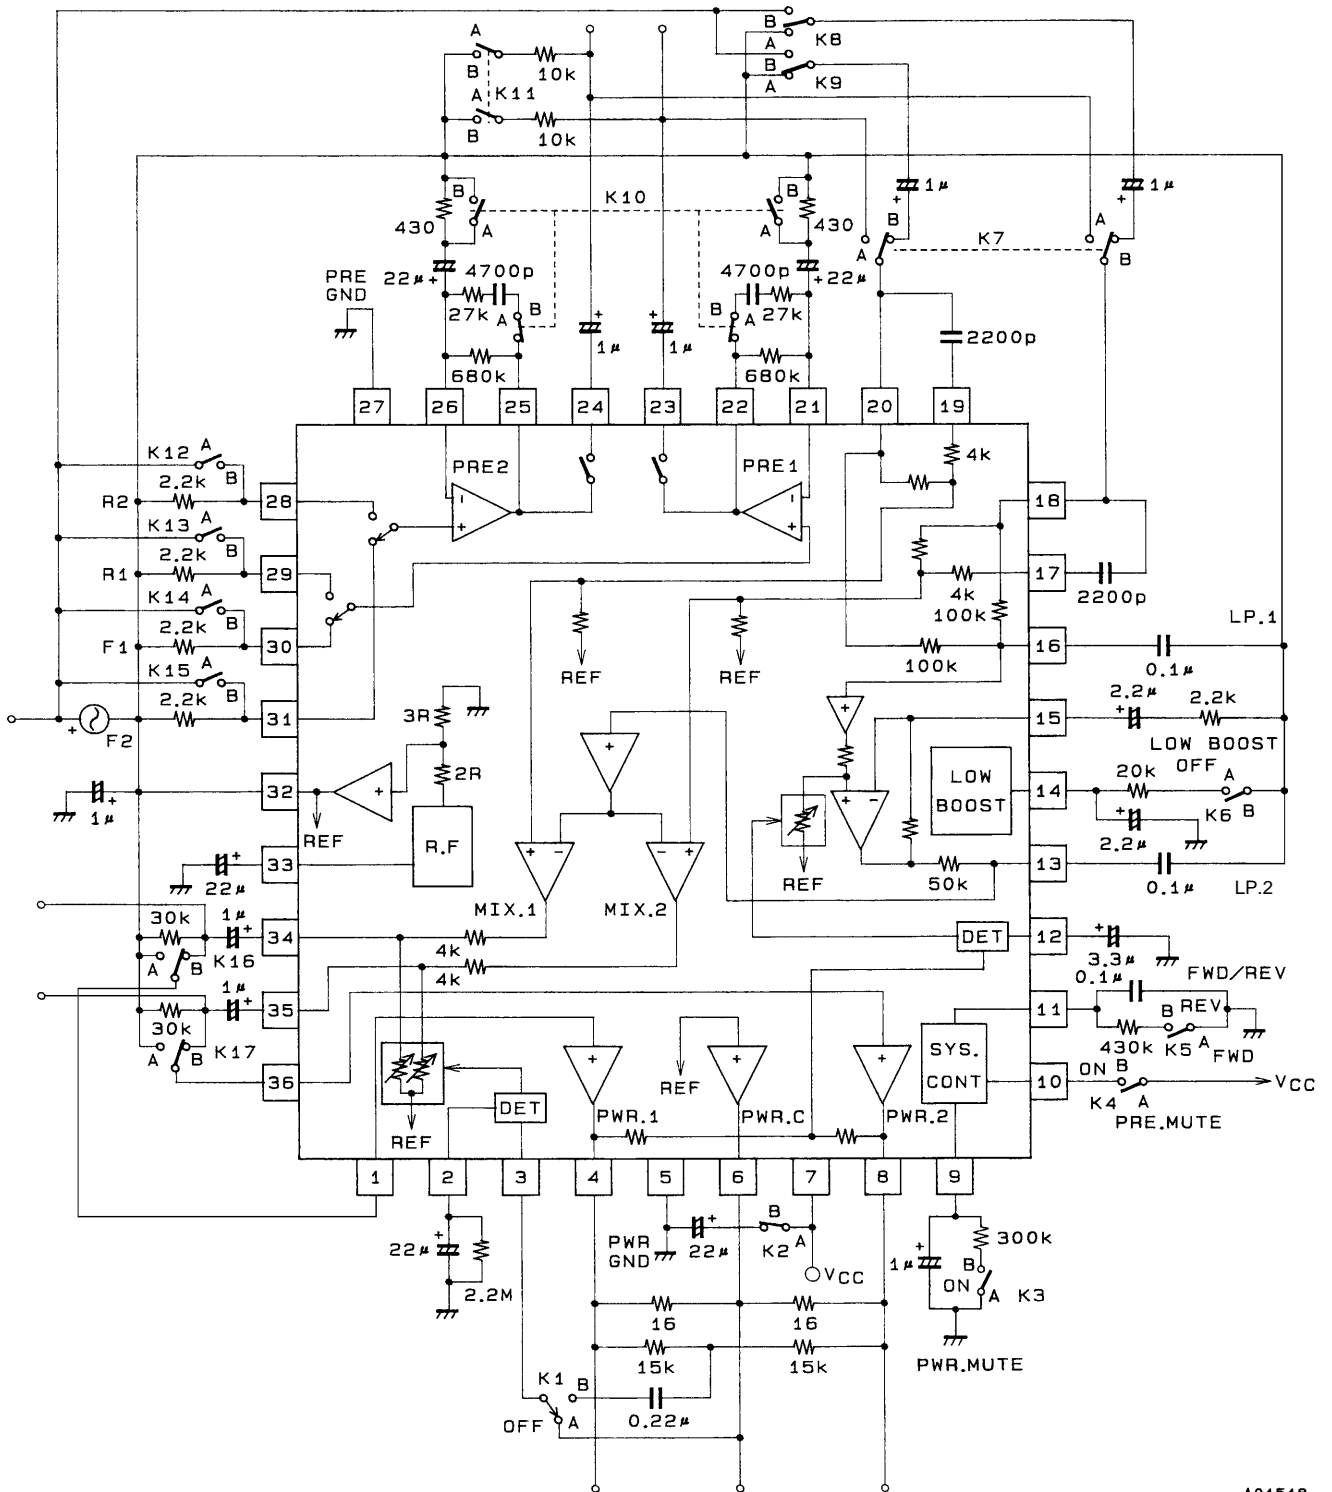 B
A K8
A
B
B
K9
A
10k
K11
B
10k
1μ
1μ
B
B
K10
430
A
A
430
A
B
K7
A
B
A
PRE
GND
22μ
4700p
4700p
22μ
27k
A
B
B
A
27k
1μ
1μ
2200p
680k
680k
27
26
25
24
23
22
21
20
19
K12
A
B
2.2k
R2
28
PRE2
PRE1
4k
18
K13
A
B
2.2k
R1
29
17
4k
2200p
K14
A
B
2.2k
F1
30
100k
LP.1
REF
REF
100k
16
0.1μ
K15
A
B
2.2k
F2
31
3R
15
2.2μ
2.2k
LOW BOOST
OFF
2R
LOW
BOOST
14
20k
A
K6
B
2.2μ
32
1μ
REF
R.F
33
22μ
REF
50k
13
0.1μ
LP.2
MIX.1
MIX.2
30k
1μ
34
4k
DET
12
3.3μ
A
B
K16
4k
0.1μ
FWD/REV
1μ
35
11
B
REV
30k
430k
K5
A
FWD
A
B
K17
36
SYS.
CONT
10
ON
B
K4
A
PRE.MUTE
VCC
REF
DET
REF
PWR.1
PWR.C
PWR.2
1
2
3
4
5
6
7
8
9
22μ
2.2M
PWR
GND
22μ
B
K2
A
VCC
300k
1μ
B
ON
A
K3
PWR.MUTE
16
16
15k
15k
K1
B
OFF
A
0.22μ